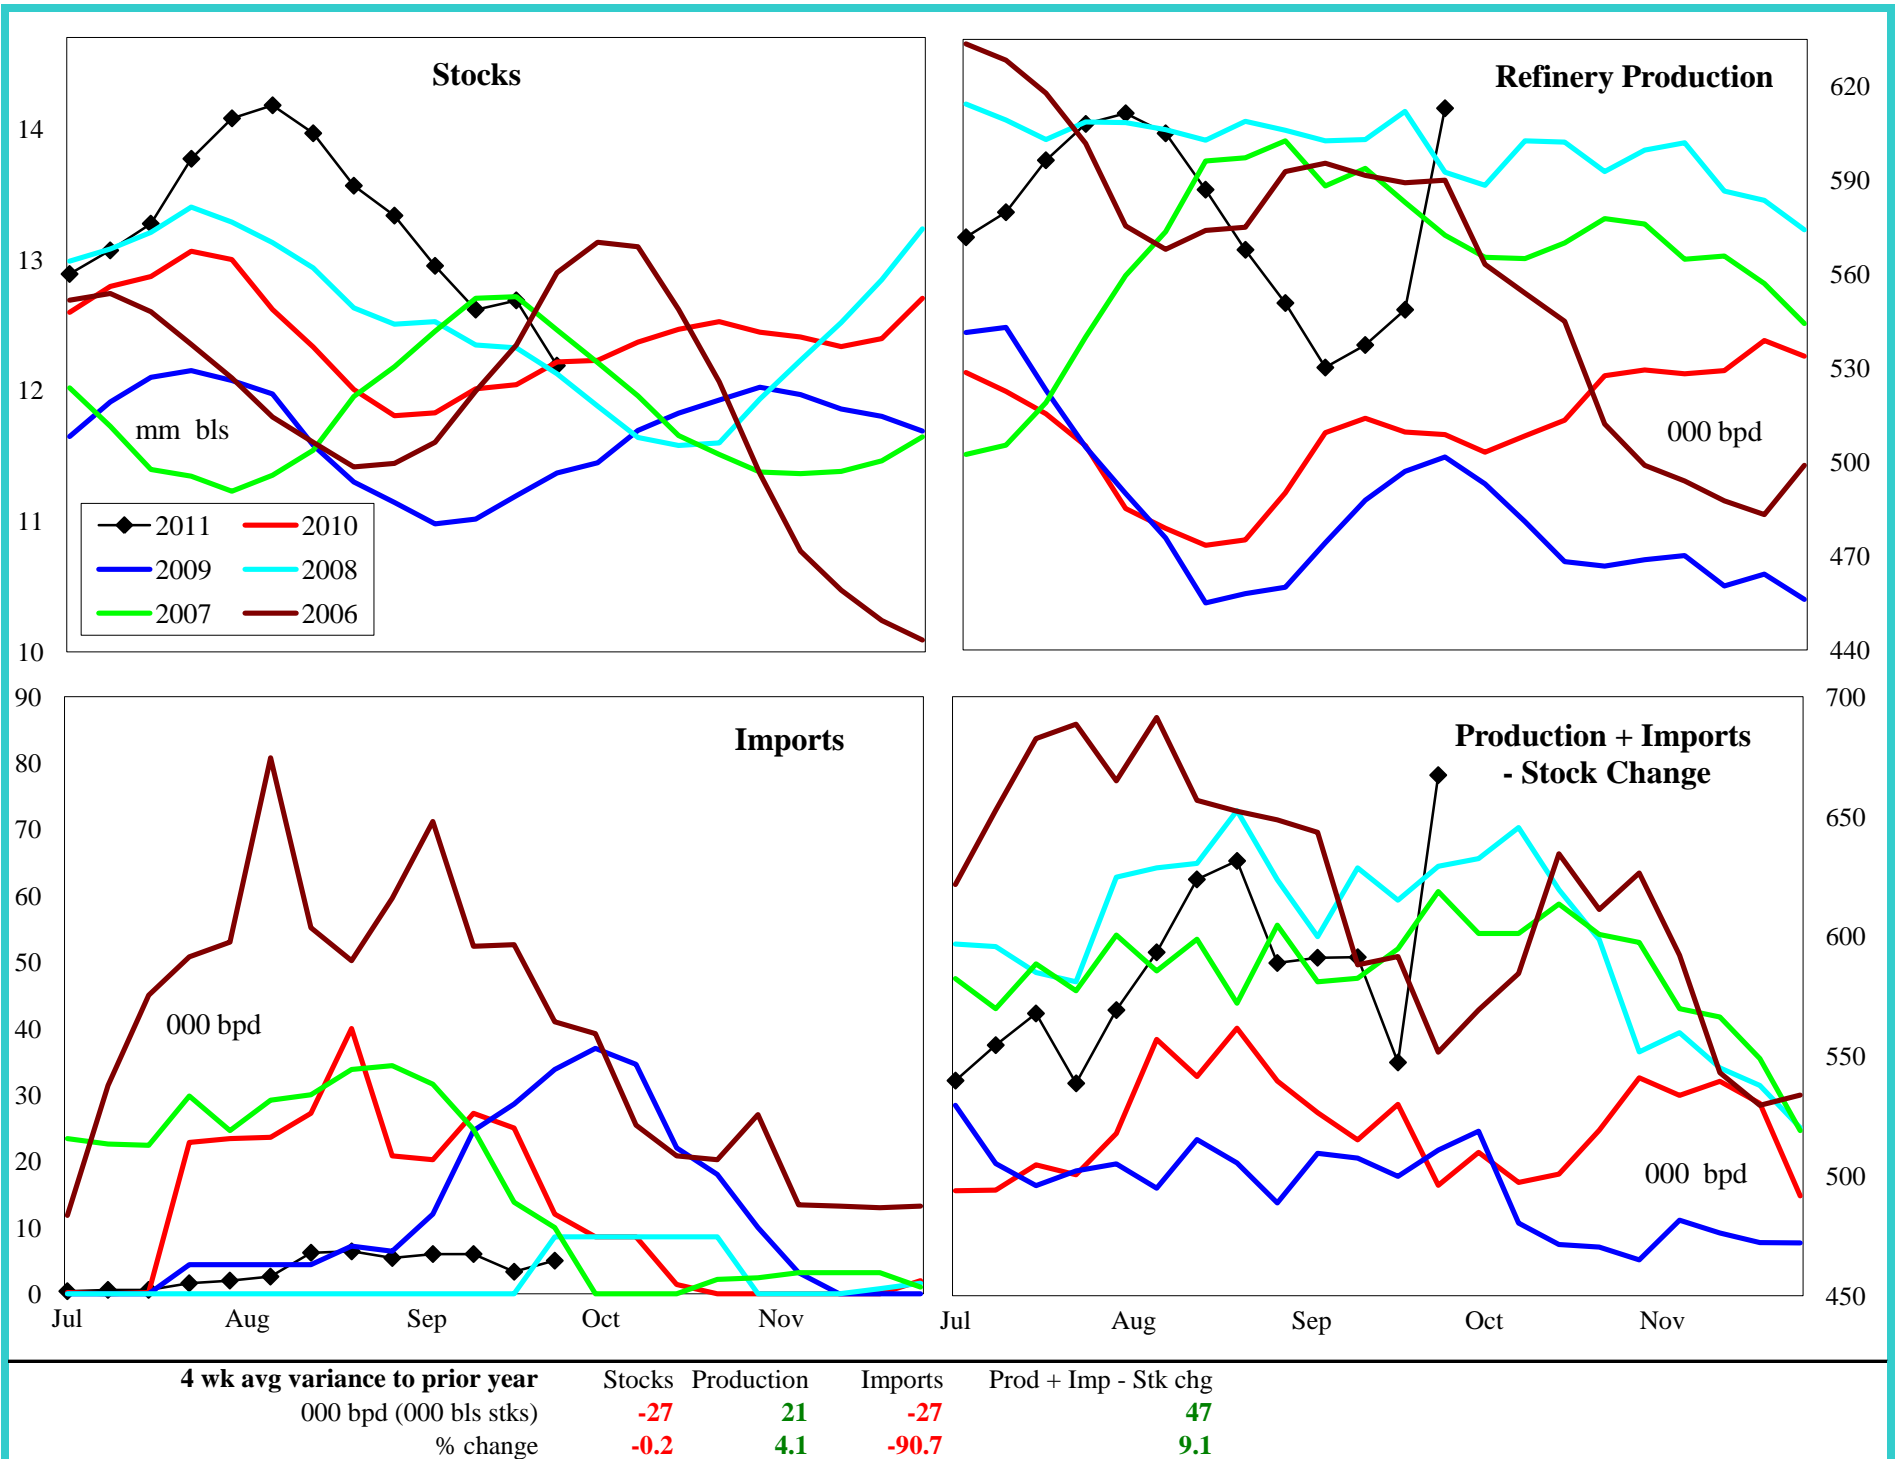 Stocks
14
13
12
11
10
mm bls
2011 2010
2009 2008
2007 2006
Refinery Production
620
590
560
530
500
470
440
000 bpd
Imports
90
80
70
60
50
40
30
20
10
0
000 bpd
Jul Aug Sep Oct Nov
Production + Imports
- Stock Change
700
650
600
550
500
450
000 bpd
Jul Aug Sep Oct Nov
4 wk avg variance to prior year Stocks Production Imports Prod + Imp - Stk chg
000 bpd (000 bls stks) -27 21 -27 47
% change -0.2 4.1 -90.7 9.1